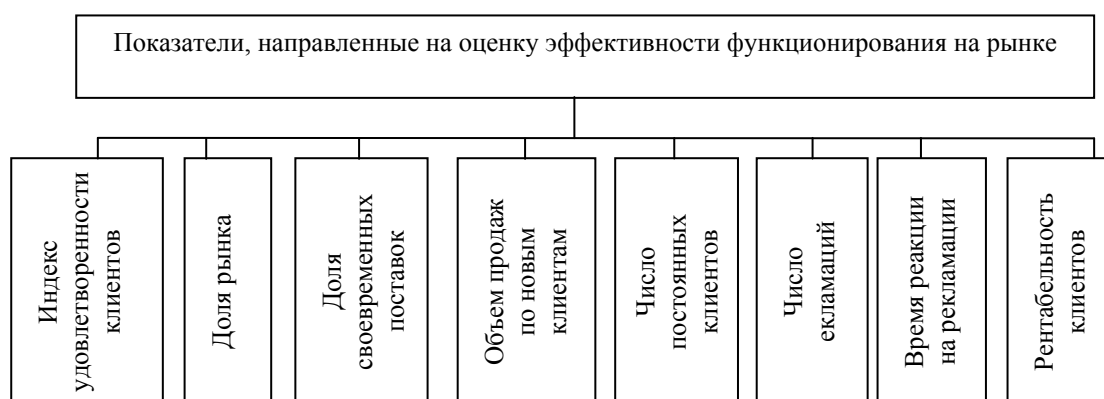 Показатели, направленные на оценку эффективности функционирования на рынке
Индекс
удовлетворенности
клиентов
Доля рынка
Доля
своевременных
поставок
Объем продаж
по новым
клиентам
Число
постоянных
клиентов
Число
екламаций
Время реакции
на рекламации
Рентабельность
клиентов